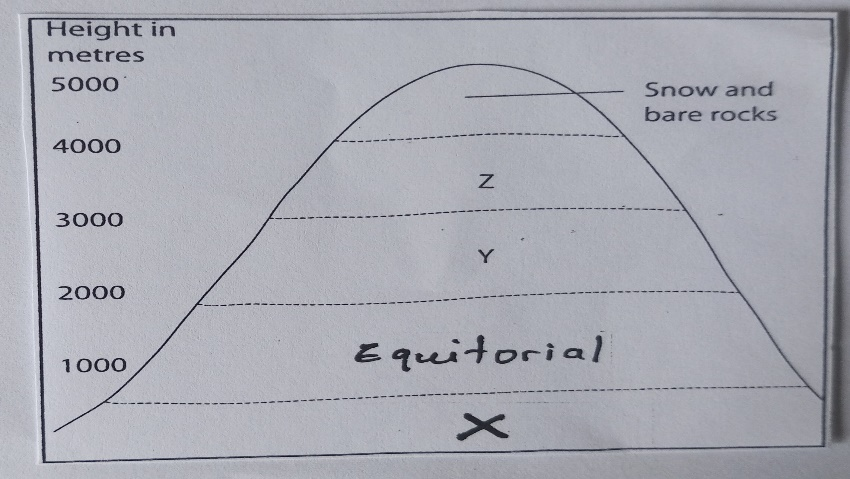 Height in
metres
5000
Snow and
bare rocks
4000
Z
3000
Y
2000
Equitorial
1000
X